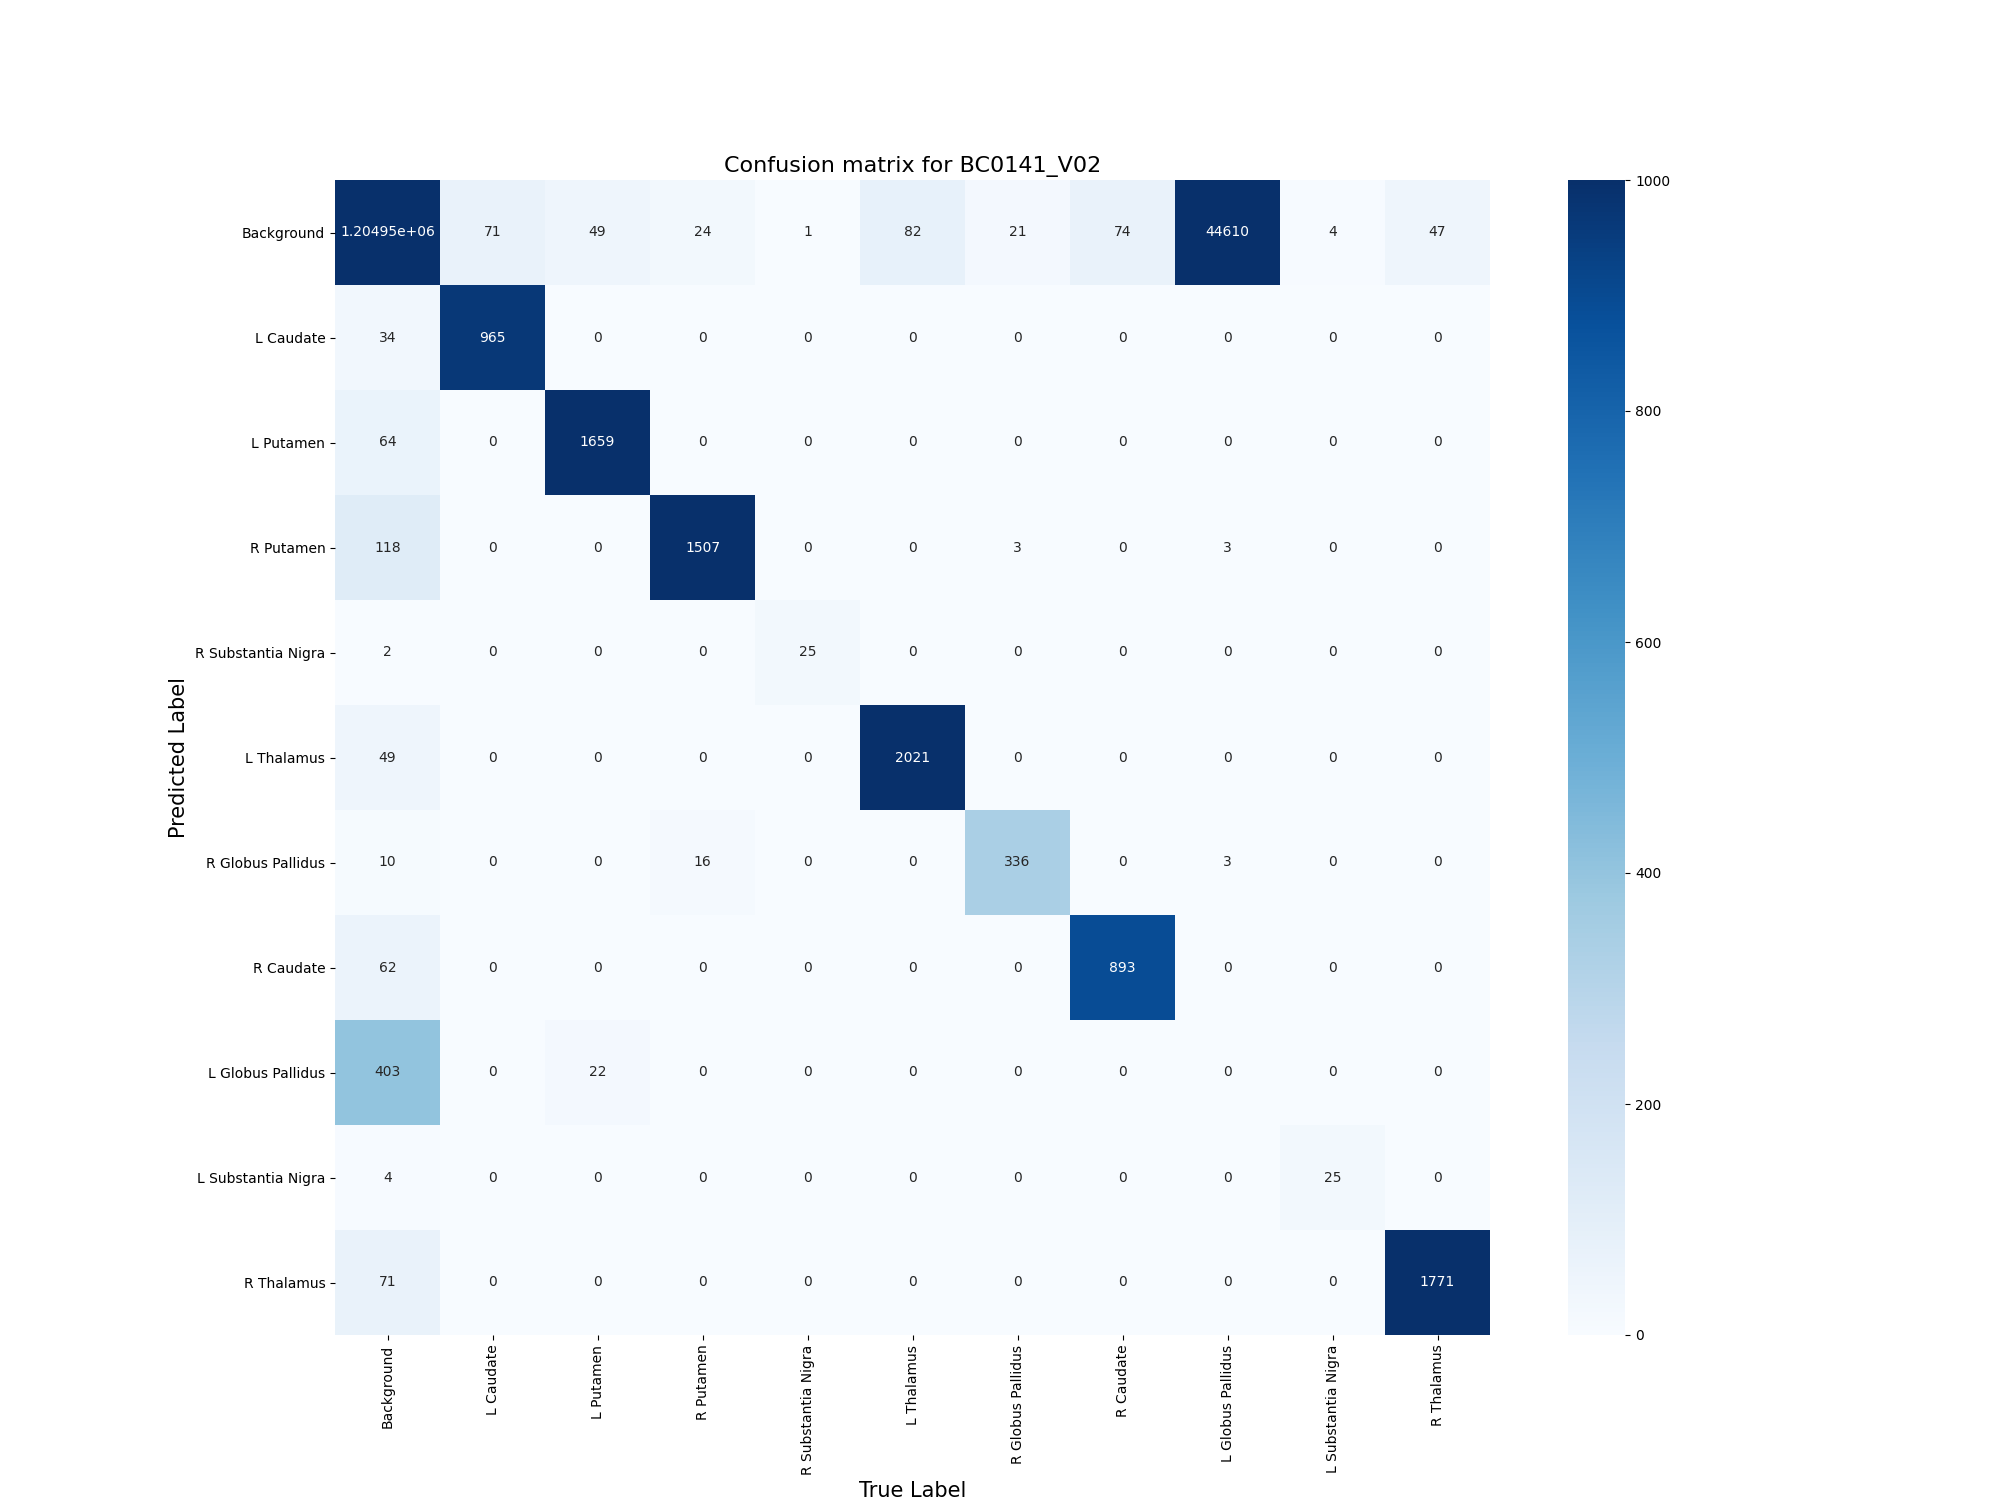 Confusion matrix for BC0141_V02
Background 1.20495e+06 71 49 24 1 82 21 74 44610 4 47
L Caudate 34 965 0 0 0 0 0 0 0 0 0
L Putamen 64 0 1659 0 0 0 0 0 0 0 0
R Putamen 118 0 0 1507 0 0 3 0 3 0 0
R Substantia Nigra 2 0 0 0 25 0 0 0 0 0 0
L Thalamus 49 0 0 0 0 2021 0 0 0 0 0
R Globus Pallidus 10 0 0 16 0 0 336 0 3 0 0
R Caudate 62 0 0 0 0 0 0 893 0 0 0
L Globus Pallidus 403 0 22 0 0 0 0 0 0 0 0
L Substantia Nigra 4 0 0 0 0 0 0 0 0 25 0
R Thalamus 71 0 0 0 0 0 0 0 0 0 1771
Predicted Label
Background
L Caudate
L Putamen
R Putamen
R Substantia Nigra
L Thalamus
R Globus Pallidus
R Caudate
L Globus Pallidus
L Substantia Nigra
R Thalamus
True Label
1000
800
600
400
200
0